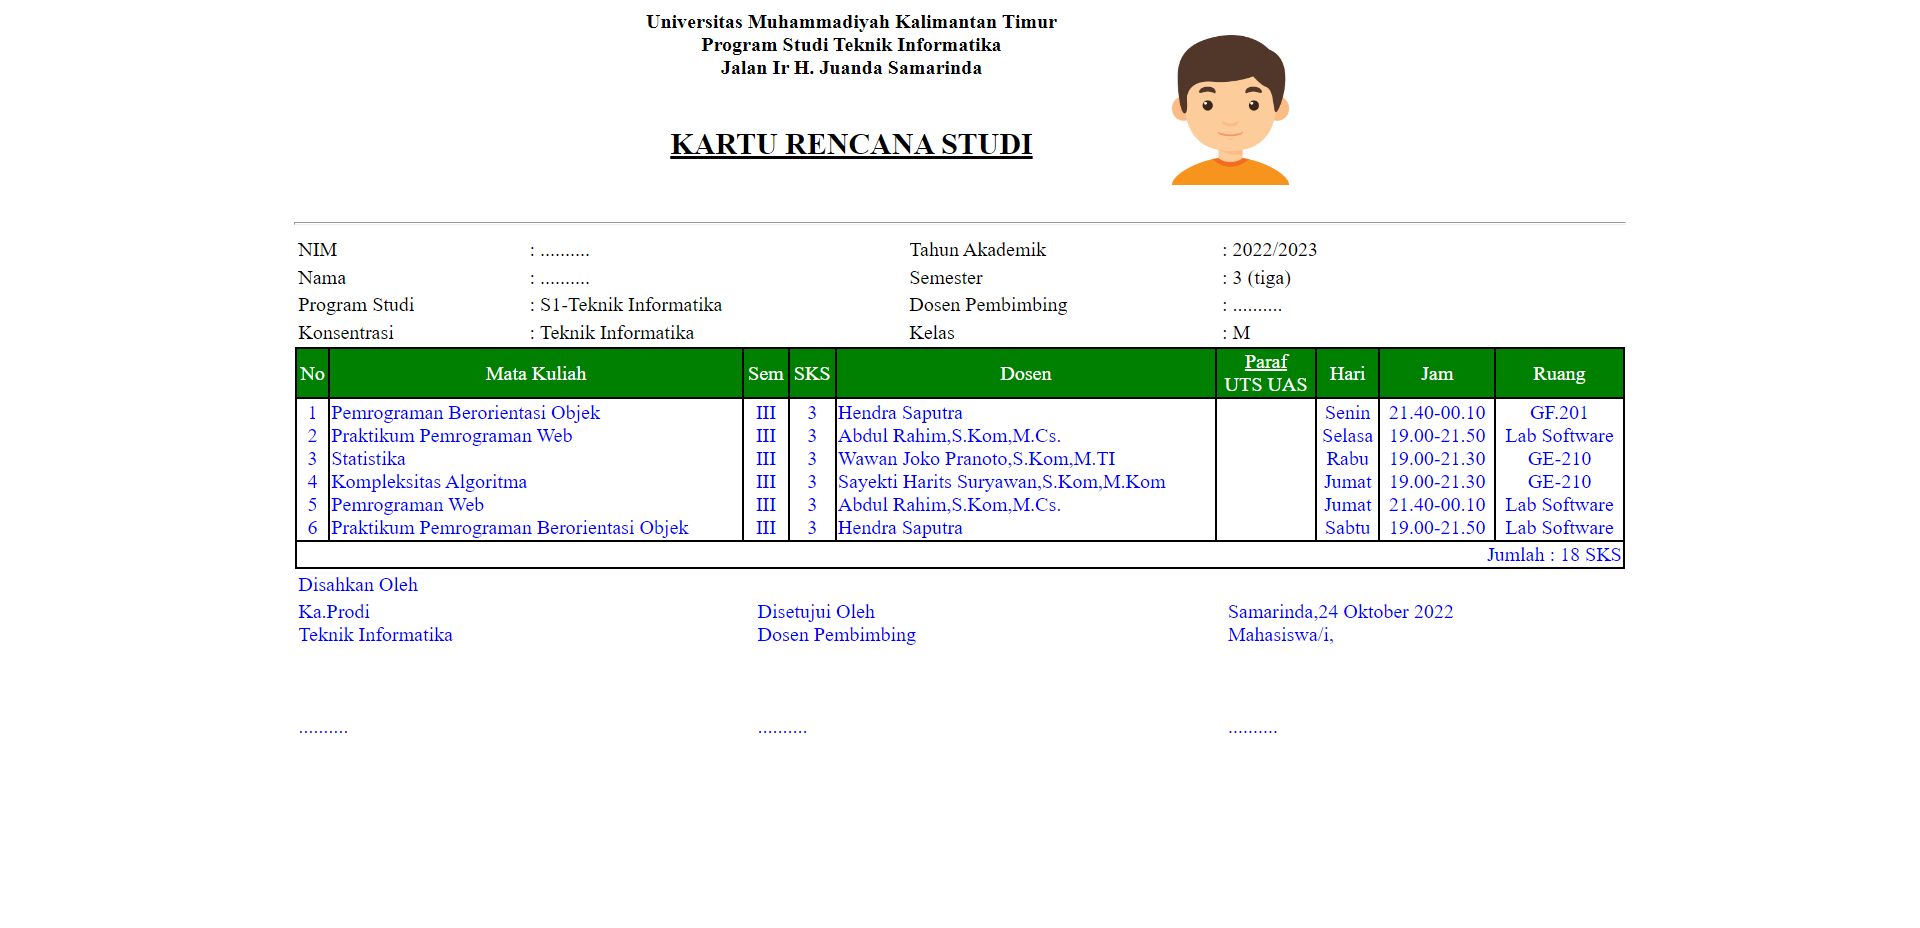 Universitas Muhammadiyah Kalimantan Timur
Program Studi Teknik Informatika
Jalan Ir H. Juanda Samarinda
KARTU RENCANA STUDI
NIM : .......... Tahun Akademik : 2022/2023
Nama : .......... Semester : 3 (tiga)
Program Studi : S1-Teknik Informatika Dosen Pembimbing : ..........
Konsentrasi : Teknik Informatika Kelas : M
No Mata Kuliah Sem SKS Dosen Paraf UTS UAS Hari Jam Ruang
1 Pemrograman Berorientasi Objek III 3 Hendra Saputra Senin 21.40-00.10 GF.201
2 Praktikum Pemrograman Web III 3 Abdul Rahim,S.Kom,M.Cs. Selasa 19.00-21.50 Lab Software
3 Statistika III 3 Wawan Joko Pranoto,S.Kom,M.TI Rabu 19.00-21.30 GE-210
4 Kompleksitas Algoritma III 3 Sayekti Harits Suryawan,S.Kom,M.Kom Jumat 19.00-21.30 GE-210
5 Pemrograman Web III 3 Abdul Rahim,S.Kom,M.Cs. Jumat 21.40-00.10 Lab Software
6 Praktikum Pemrograman Berorientasi Objek III 3 Hendra Saputra Sabtu 19.00-21.50 Lab Software
Jumlah : 18 SKS
Disahkan Oleh
Ka.Prodi Disetujui Oleh Samarinda,24 Oktober 2022
Teknik Informatika Dosen Pembimbing Mahasiswa/i,
.......... .......... ..........